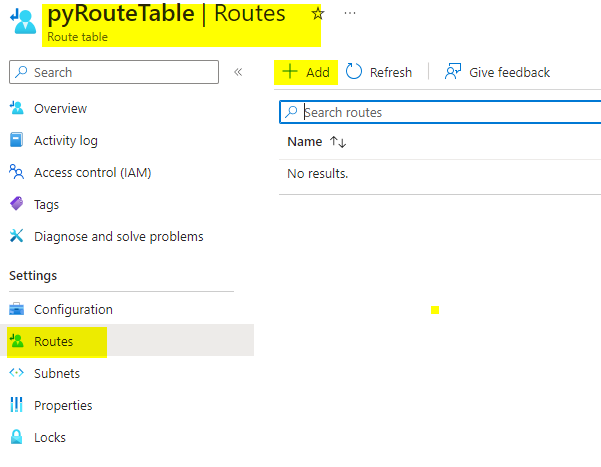 pyRouteTable | Routes ☆ ···
Route table
Search «
Add Refresh Give feedback
Search routes
Name ↑↓
No results.
Overview
Activity log
Access control (IAM)
Tags
Diagnose and solve problems
Settings
Configuration
Routes
Subnets
Properties
Locks